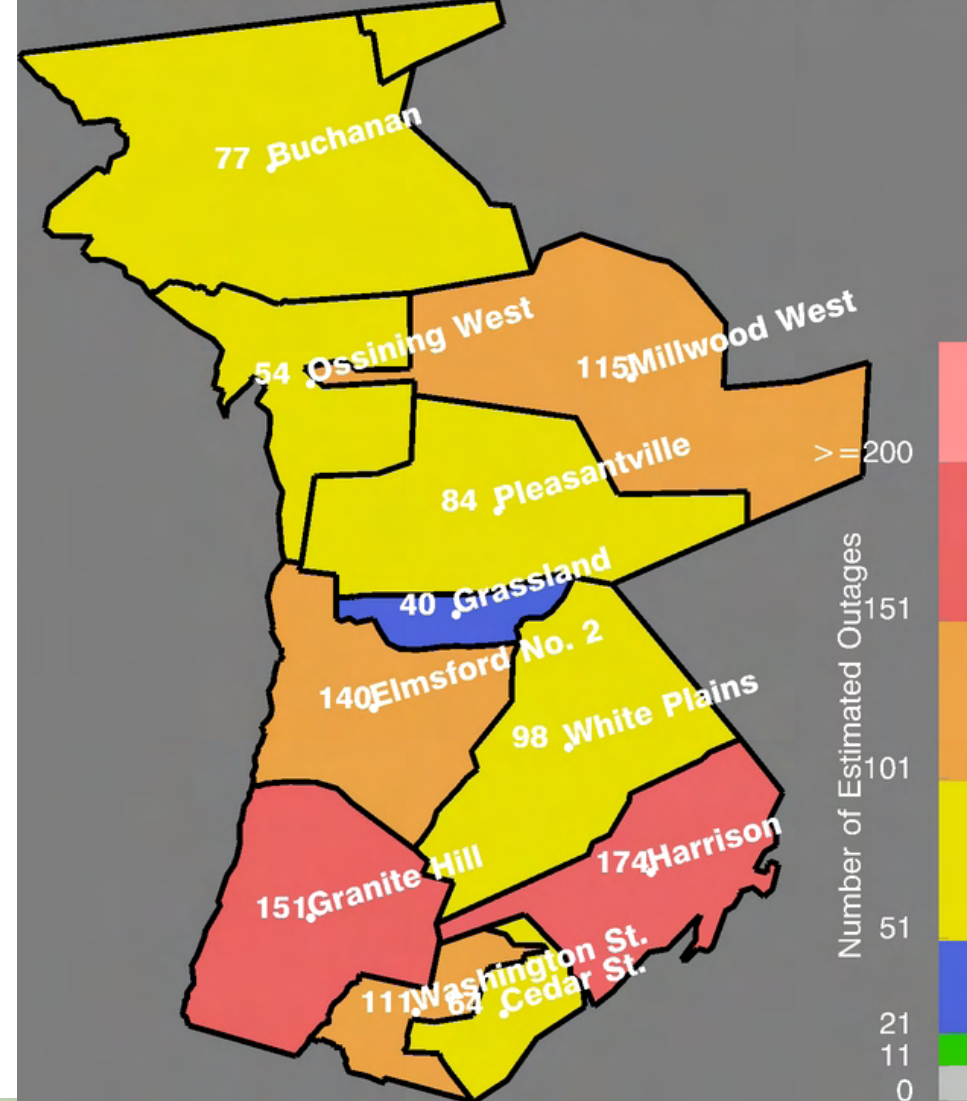 77 Buchanan
54 Ossining West
115 Millwood West
84 Pleasantville
40 Grassland
140 Elmsford No. 2
98 White Plains
174 Harrison
151 Granite Hill
111 Washington St.
64 Cedar St.
Number of Estimated Outages
>=200
151
101
51
21
11
0